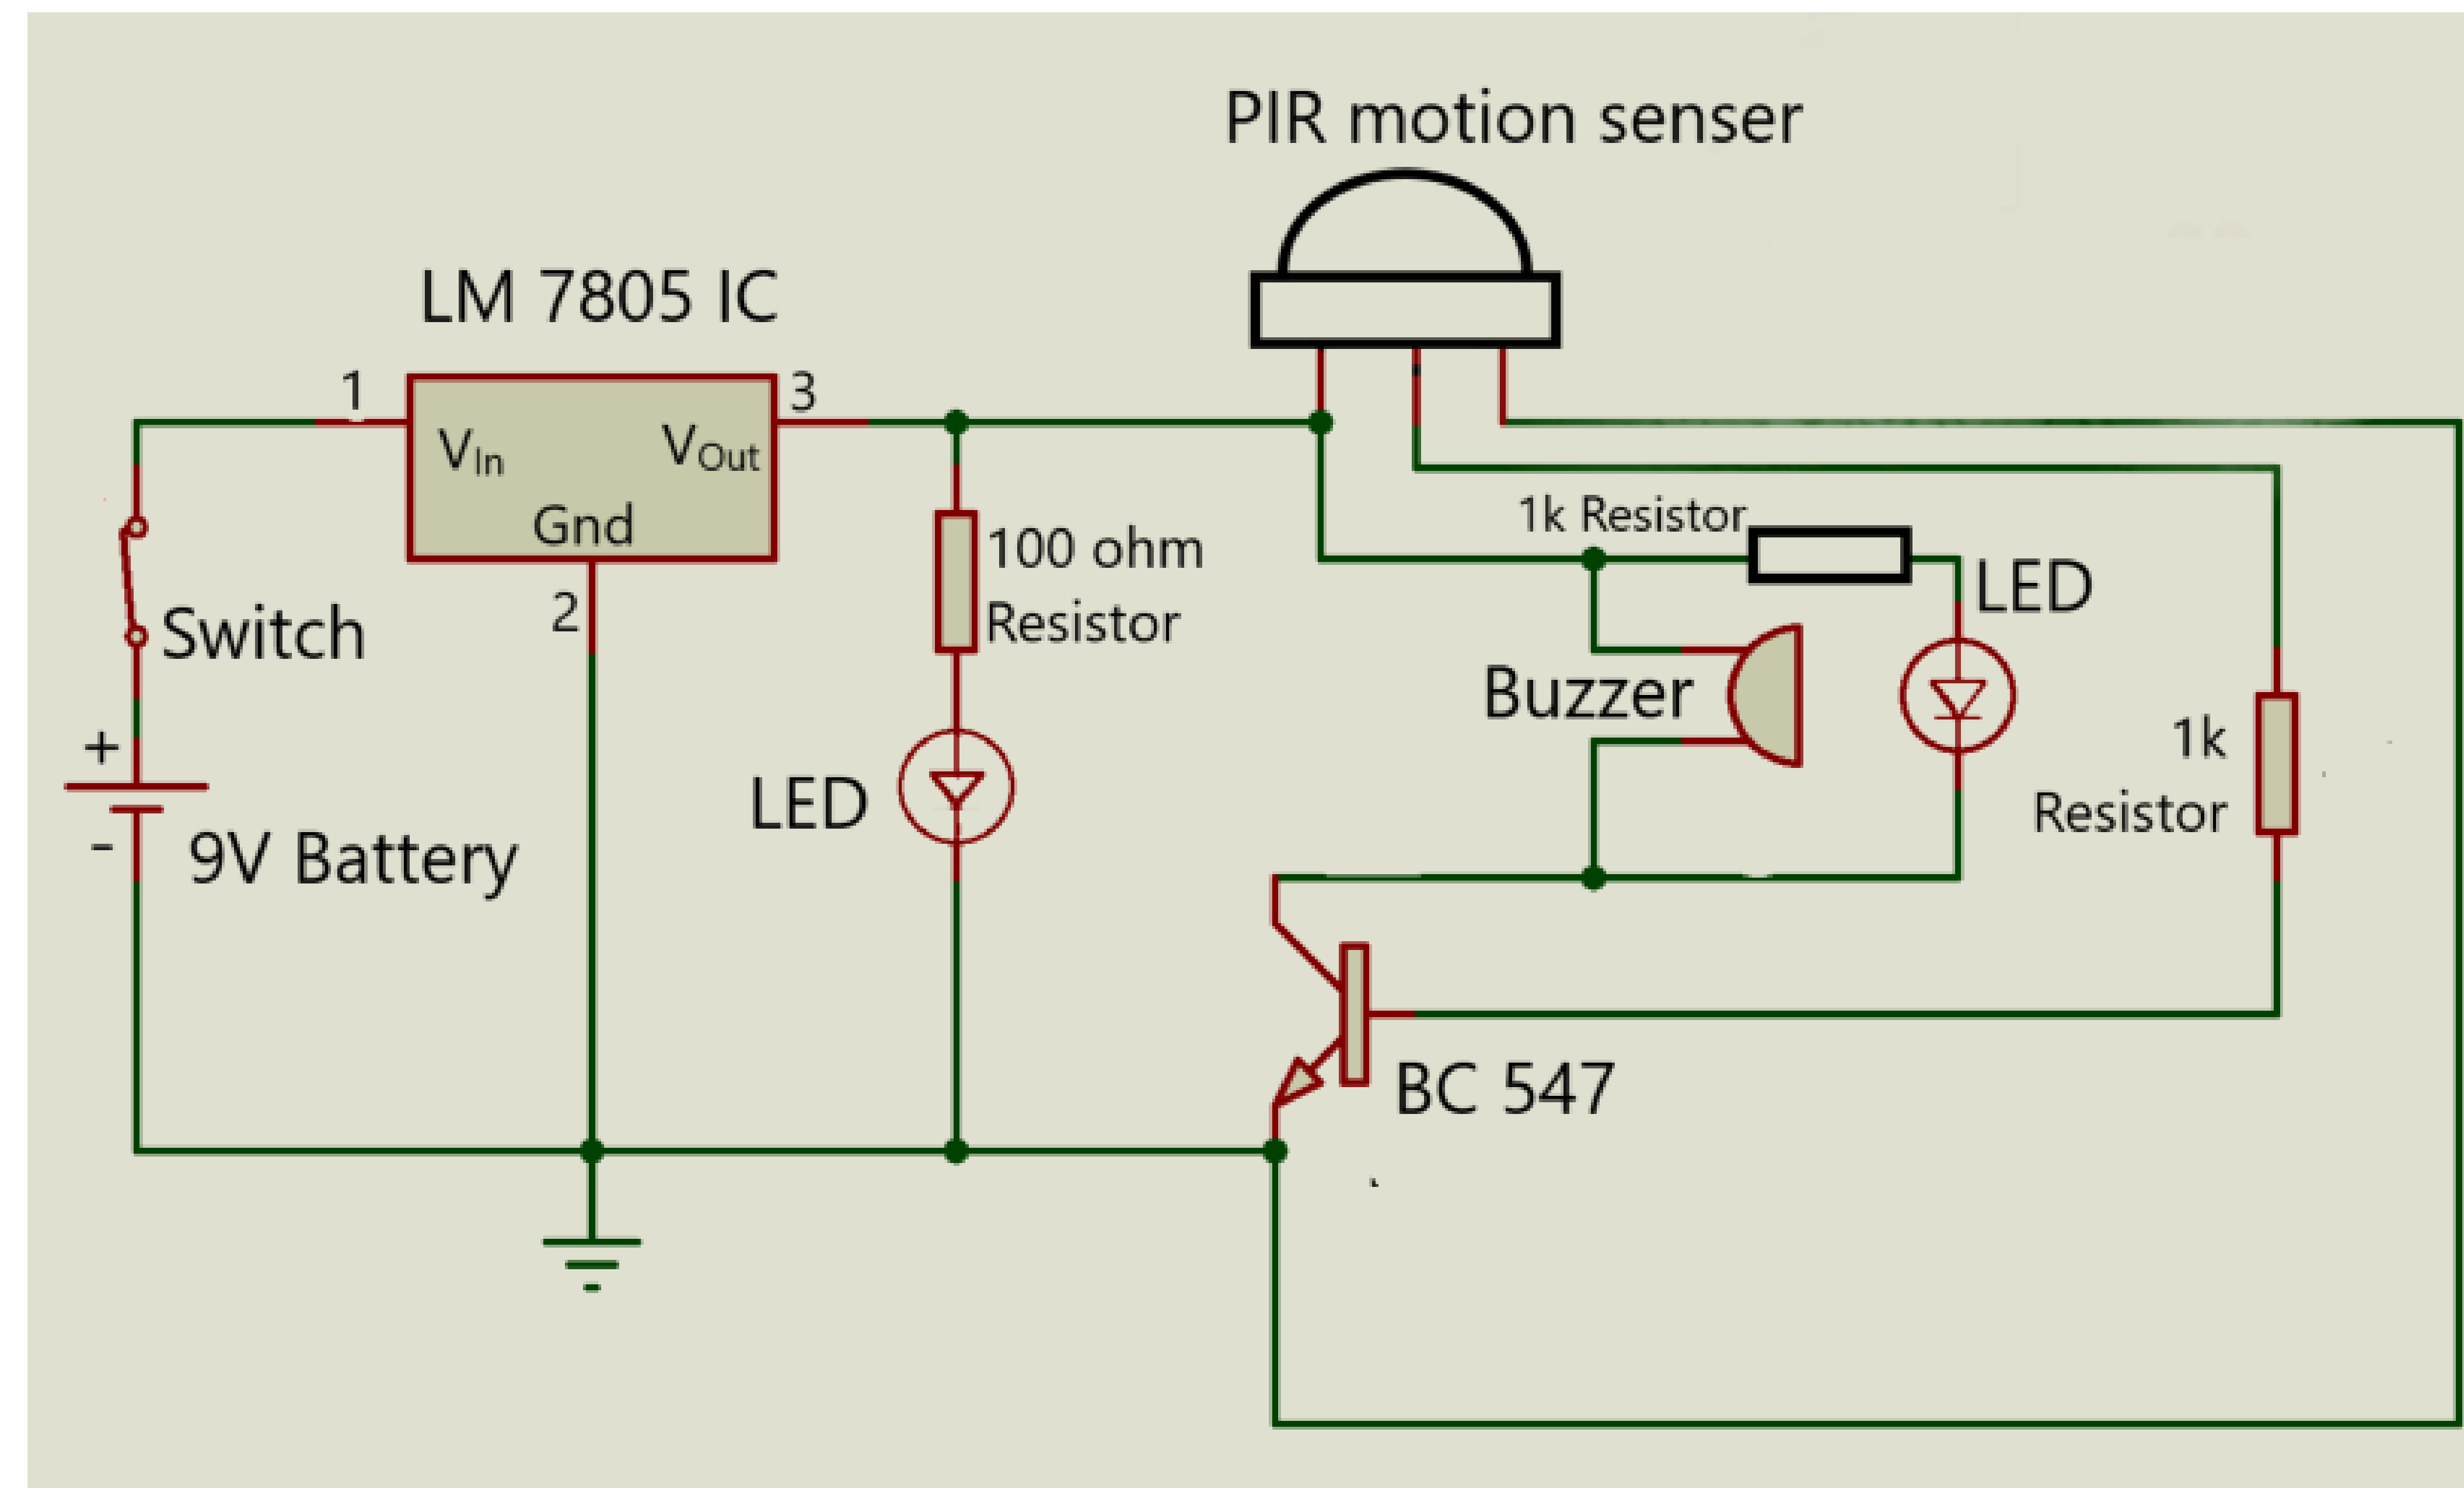 PIR motion senser
LM 7805 IC
1
3
VIn
VOut
Gnd
2
100 ohm
Resistor
Switch
+
-
9V Battery
LED
1k Resistor
LED
Buzzer
1k
Resistor
BC 547